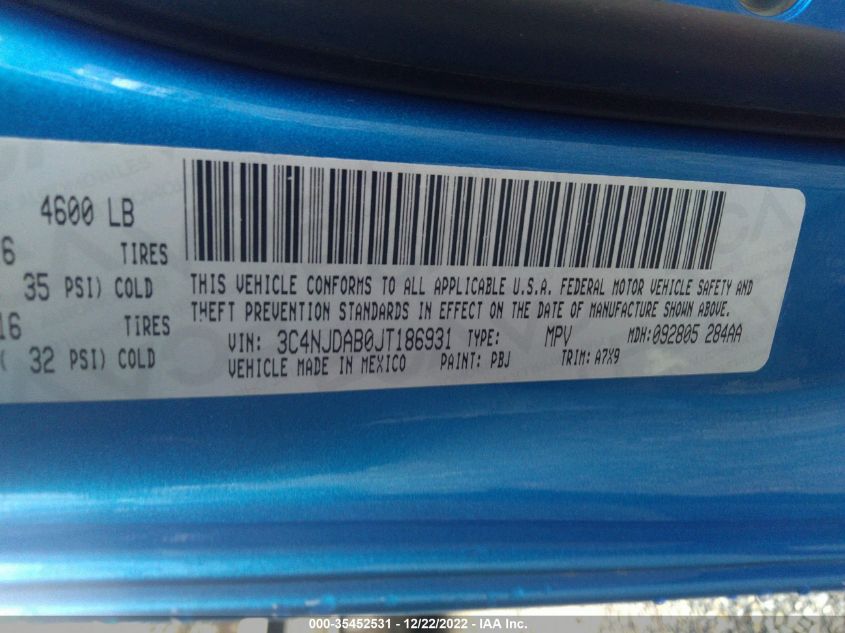 4600 LB
6 TIRES
35 PSI) COLD
16 TIRES
( 32 PSI) COLD
THIS VEHICLE CONFORMS TO ALL APPLICABLE U.S.A. FEDERAL MOTOR VEHICLE SAFETY AND
THEFT PREVENTION STANDARDS IN EFFECT ON THE DATE OF MANUFACTURE SHOWN ABOVE.
VIN: 3C4NJDAB0JT186931 TYPE: MPV MDH:092805 284AA
VEHICLE MADE IN MEXICO PAINT: PBJ TRIM: A7X9
000-35452531 - 12/22/2022 - IAA Inc.